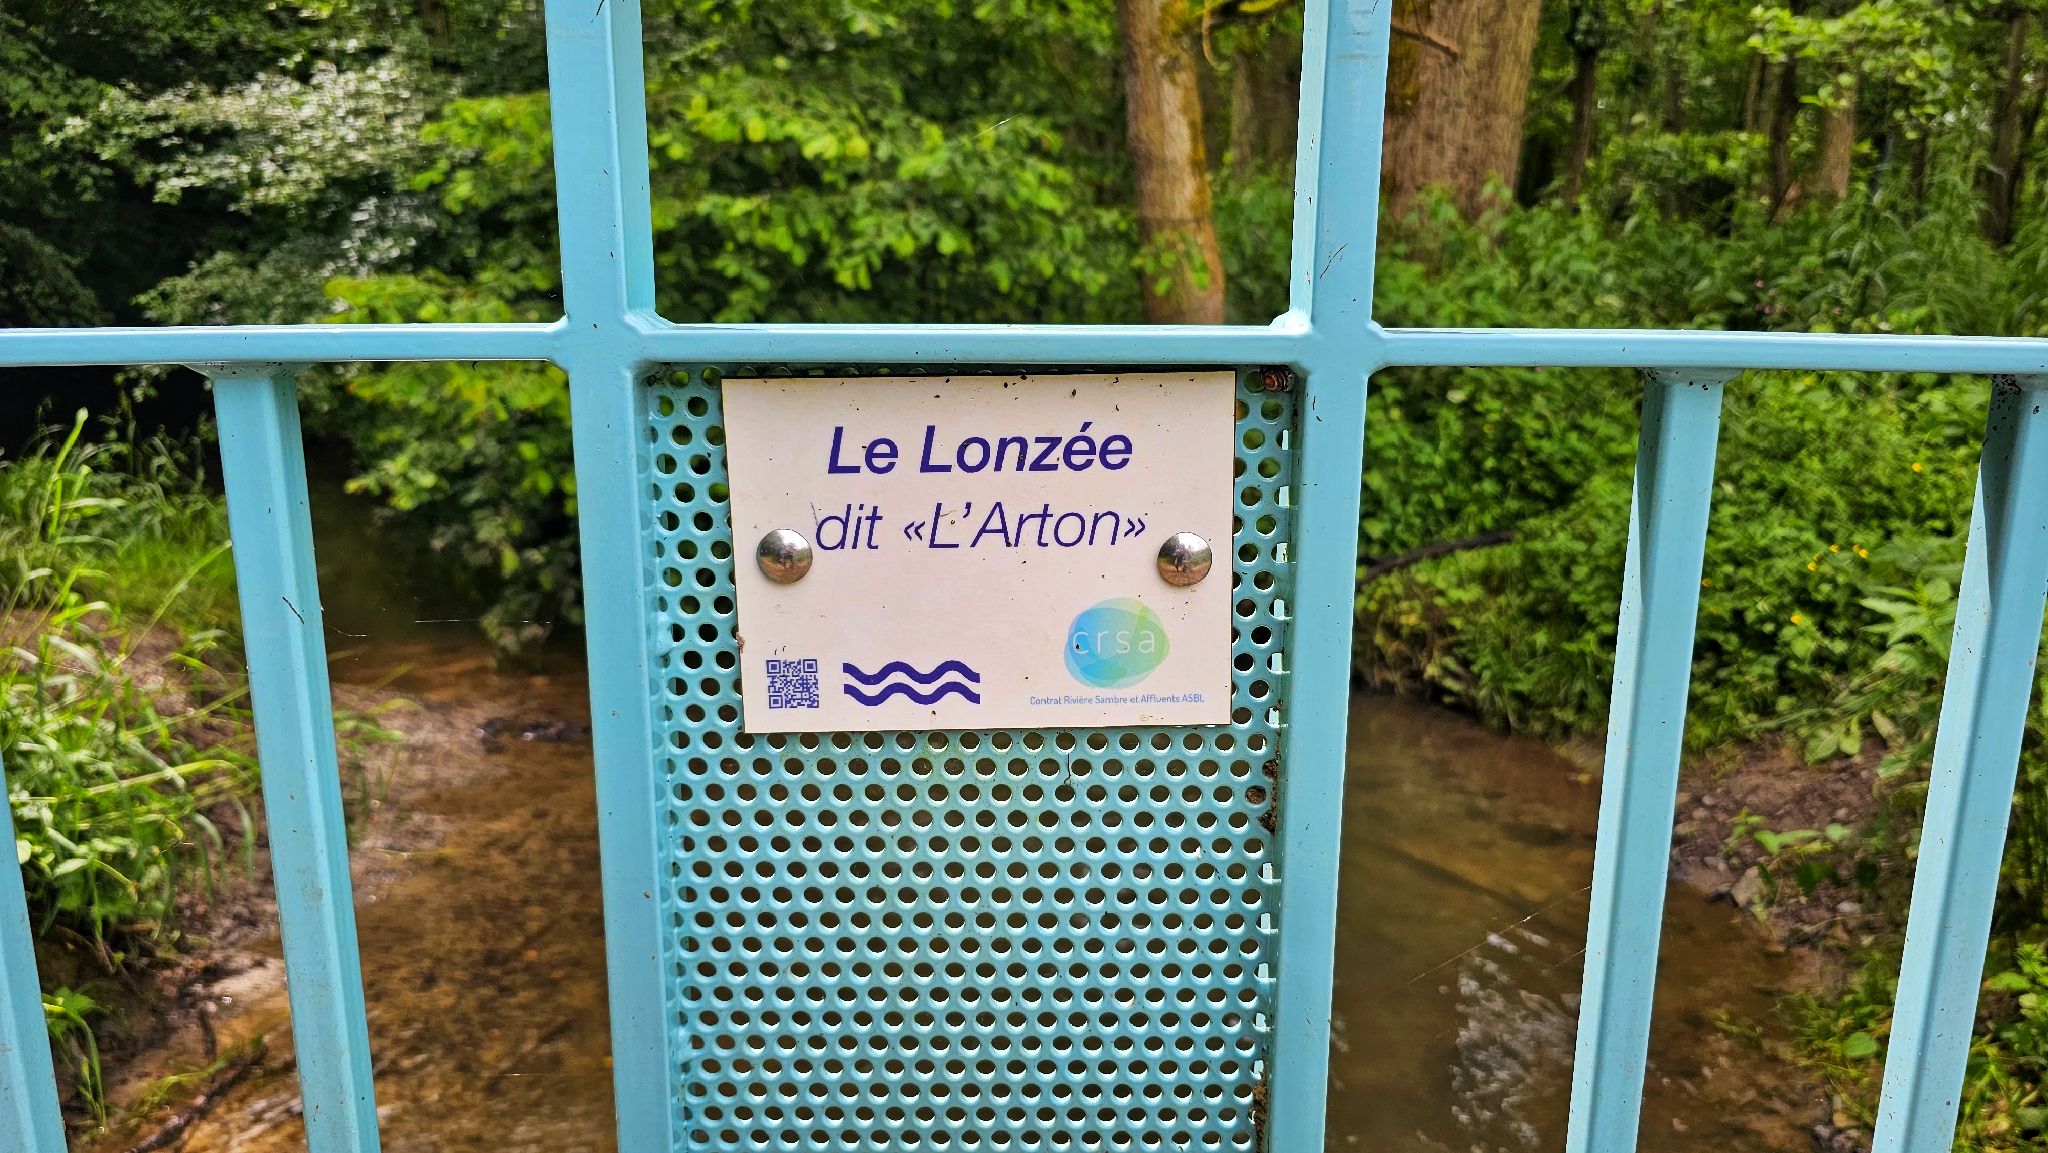 Le Lonzée
dit «L'Arton»
crsa
Contrat Rivière Sambre et Affluents ASBL